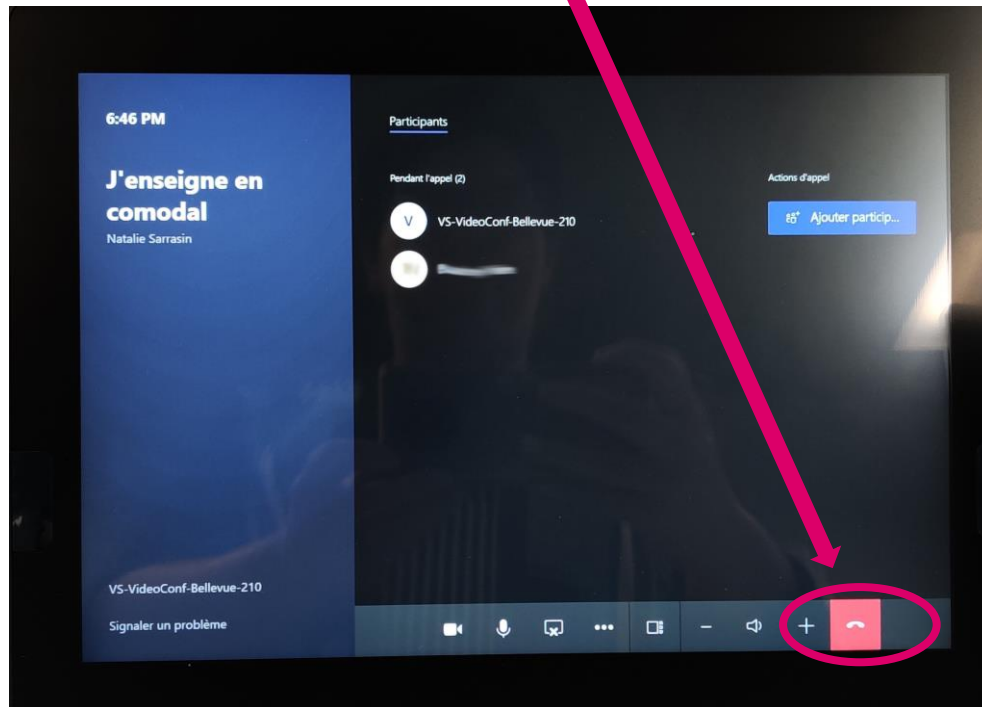 6:46 PM
J'enseigne en
comodal
Natalie Sarrasin
VS-VideoConf-Bellevue-210
Signaler un problème
Participants
Pendant l'appel (2)
V
VS-VideoConf-Bellevue-210
Actions d'appel
Ajouter particip...